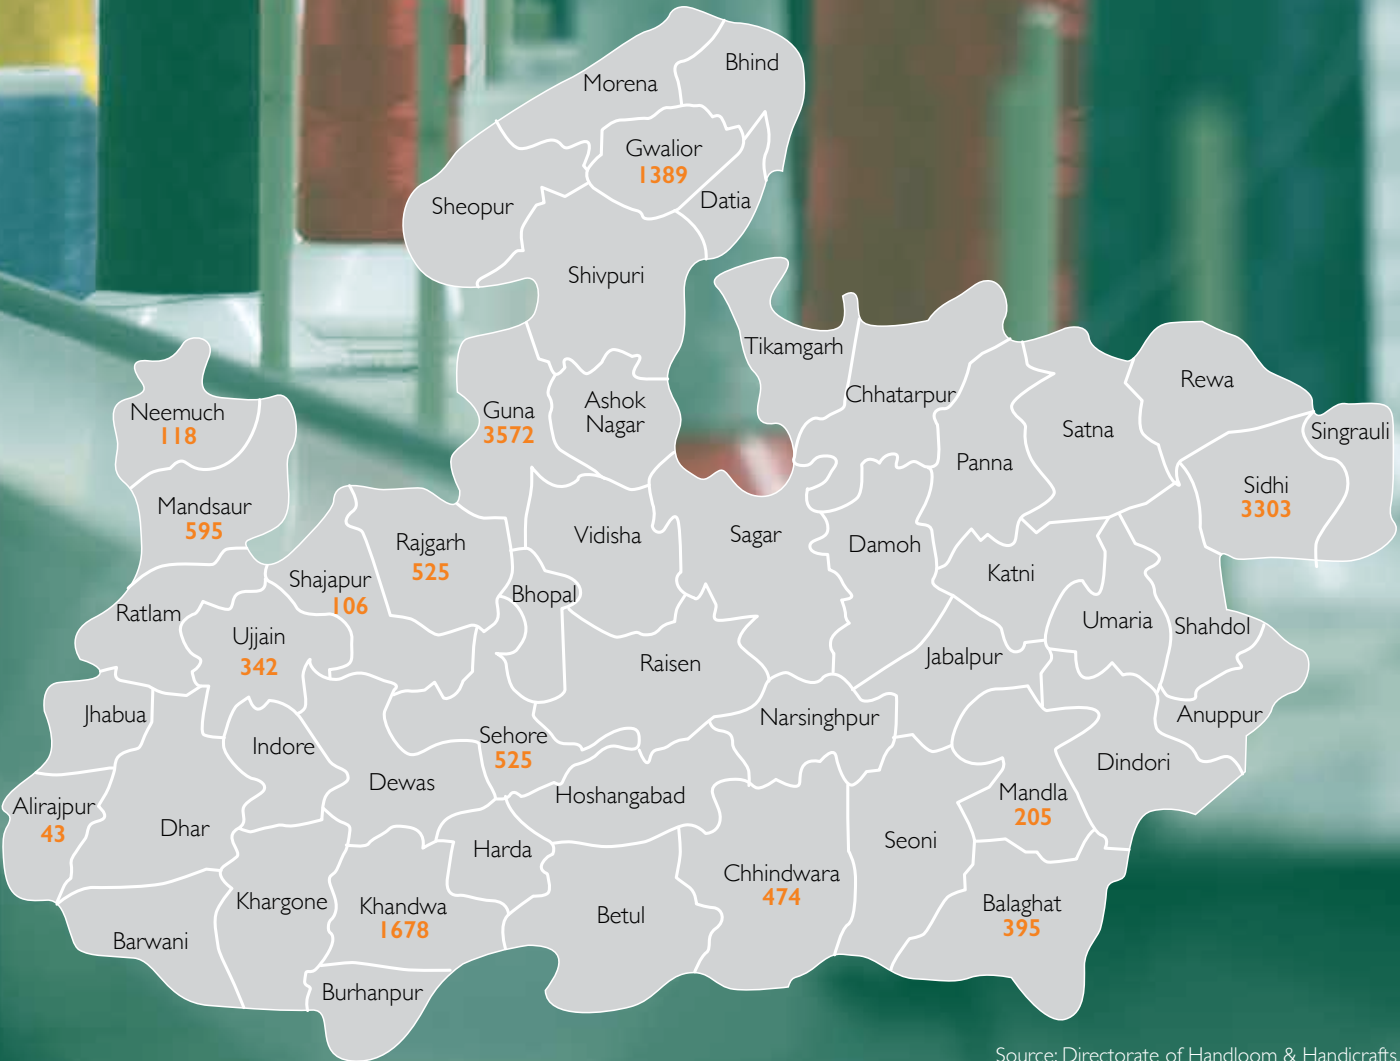 Morena
Bhind
Gwalior
1389
Sheopur
Datia
Shivpuri
Tikamgarh
Chhatarpur
Rewa
Neemuch
118
Guna
3572
Ashok
Nagar
Satna
Singrauli
Panna
Sidhi
3303
Mandsaur
595
Rajgarh
525
Vidisha
Sagar
Damoh
Katni
Shajapur
106
Bhopal
Ratlam
Ujjain
342
Umaria
Shahdol
Raisen
Jabalpur
Jhabua
Indore
Sehore
525
Narsinghpur
Anuppur
Dewas
Hoshangabad
Dindori
Mandla
205
Alirajpur
43
Dhar
Harda
Seoni
Chhindwara
474
Khargone
Khandwa
1678
Betul
Balaghat
395
Barwani
Burhanpur
Source: Directorate of Handloom & Handicrafts